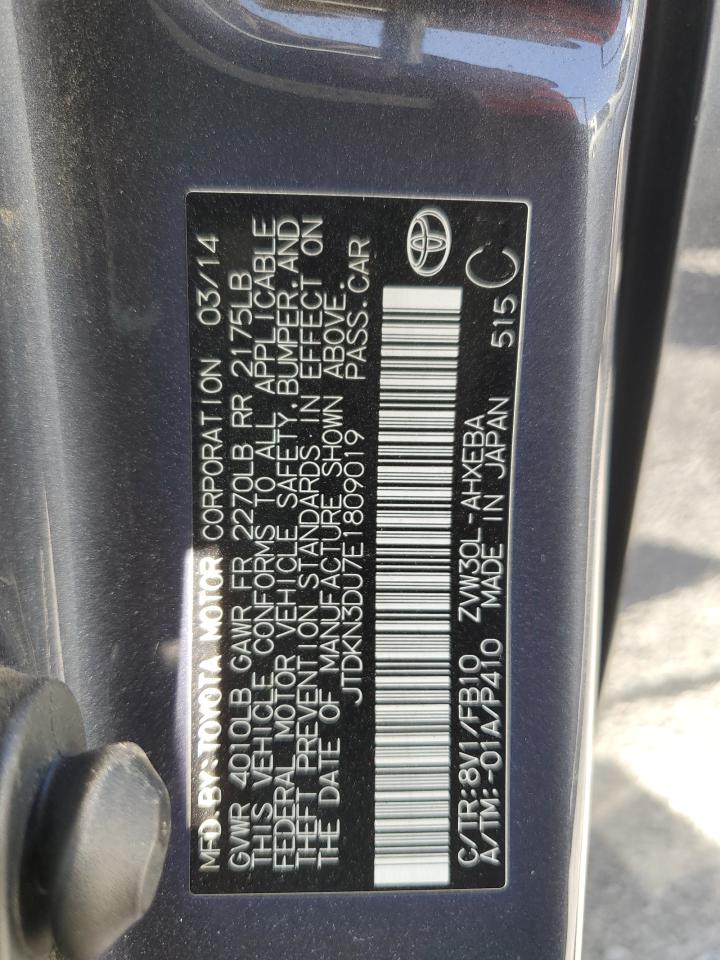 MFD.BY:TOYOTA MOTOR CORPORATION 03/14
GVWR 4010LB GAWR FR 2270LB RR 2175LB
THIS VEHICLE CONFORMS TO ALL APPLICABLE
FEDERAL MOTOR VEHICLE SAFETY,BUMPER,AND
THEFT PREVENTION STANDARDS IN EFFECT ON
THE DATE OF MANUFACTURE SHOWN ABOVE.
JTDKN3DU7E1809019 PASS.CAR
C/TR:8V1/FB10 ZVW30L-AHXEBA
A/TM:-01A/P410 MADE IN JAPAN 515 C